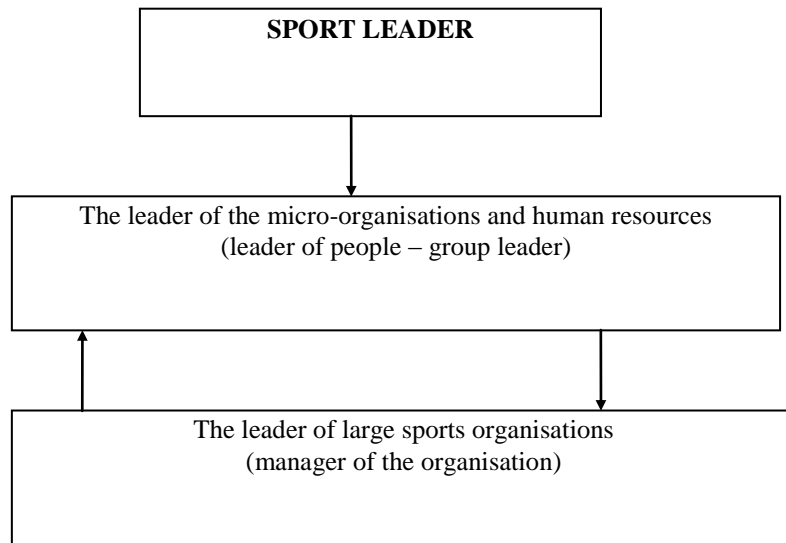 SPORT LEADER
The leader of the micro-organisations and human resources
(leader of people – group leader)
The leader of large sports organisations
(manager of the organisation)